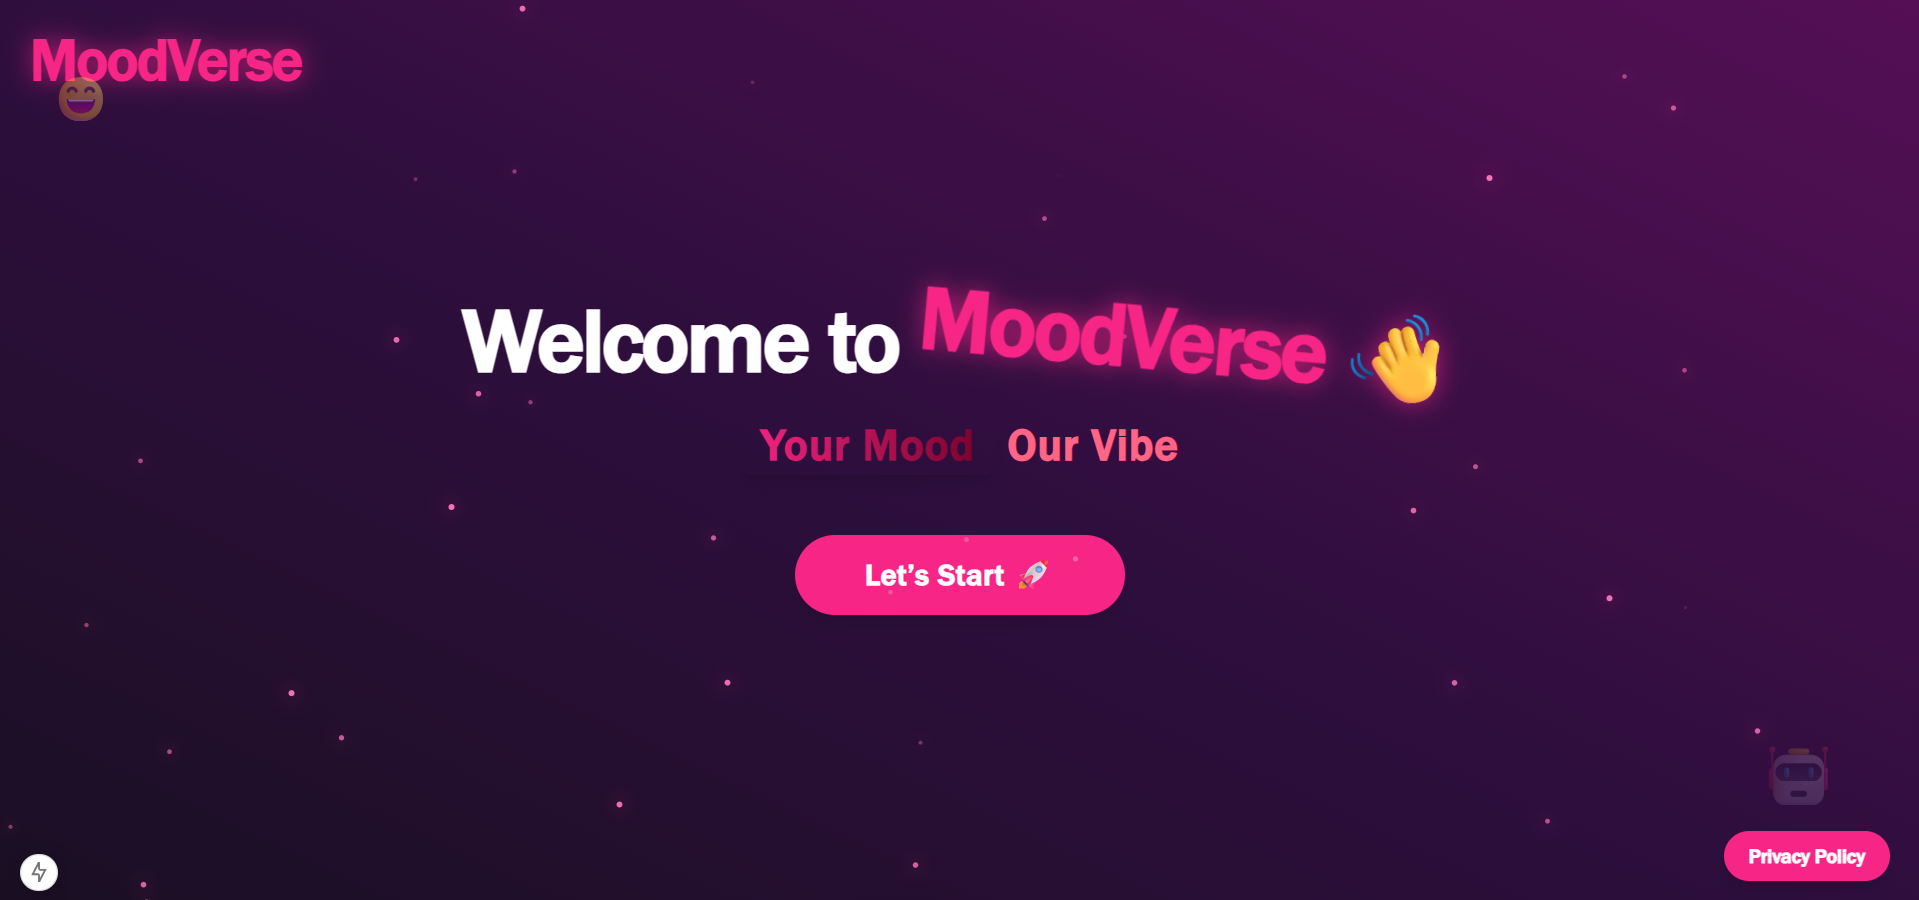 MoodVerse
Welcome to MoodVerse 👋
Your Mood Our Vibe
Let’s Start 🚀
Privacy Policy